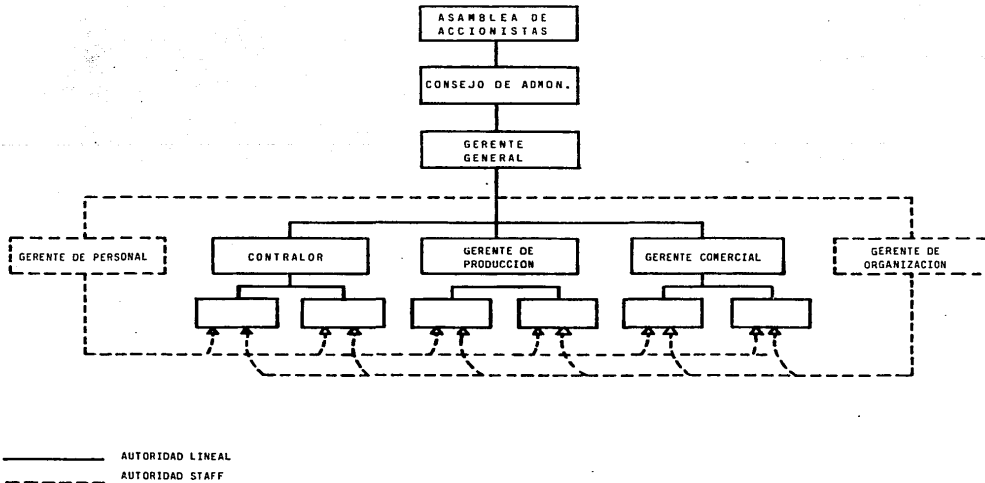 ASAMBLEA DE
ACCIONISTAS
CONSEJO DE ADMON.
GERENTE
GENERAL
GERENTE DE PERSONAL
CONTRALOR
GERENTE DE
PRODUCCION
GERENTE COMERCIAL
GERENTE DE
ORGANIZACION
AUTORIDAD LINEAL
AUTORIDAD STAFF